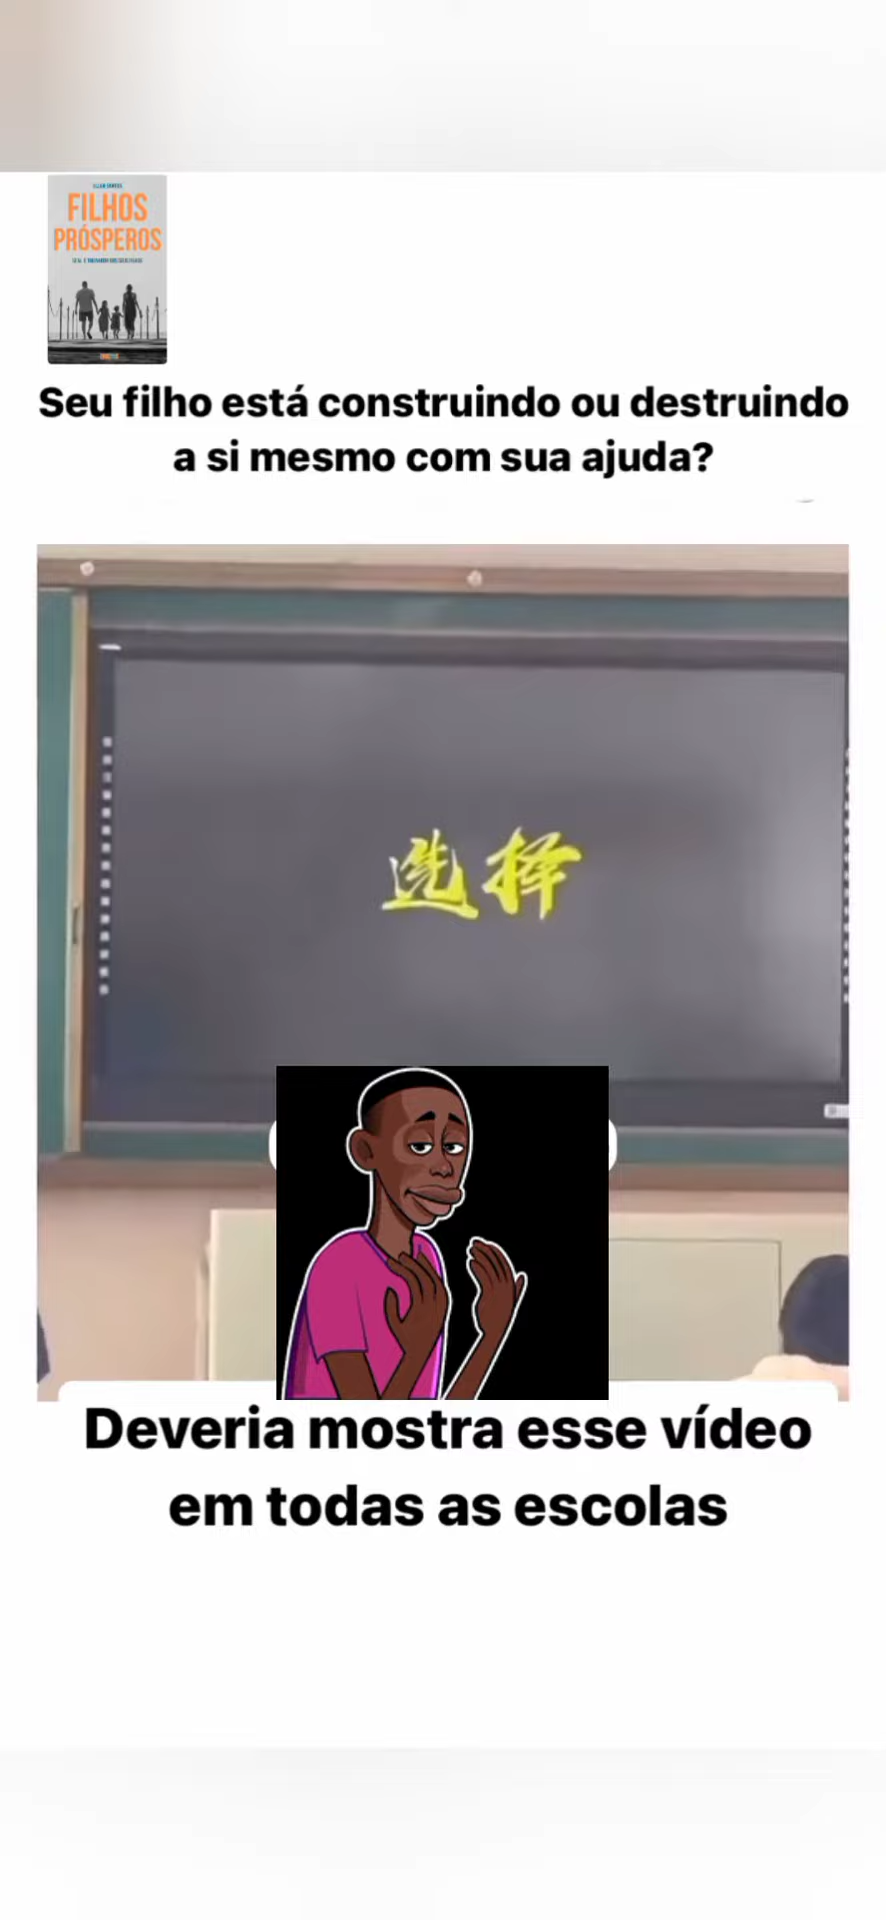 FILHOS
PRÓSPEROS
Seu filho está construindo ou destruindo
a si mesmo com sua ajuda?
选择
Deveria mostra esse vídeo
em todas as escolas